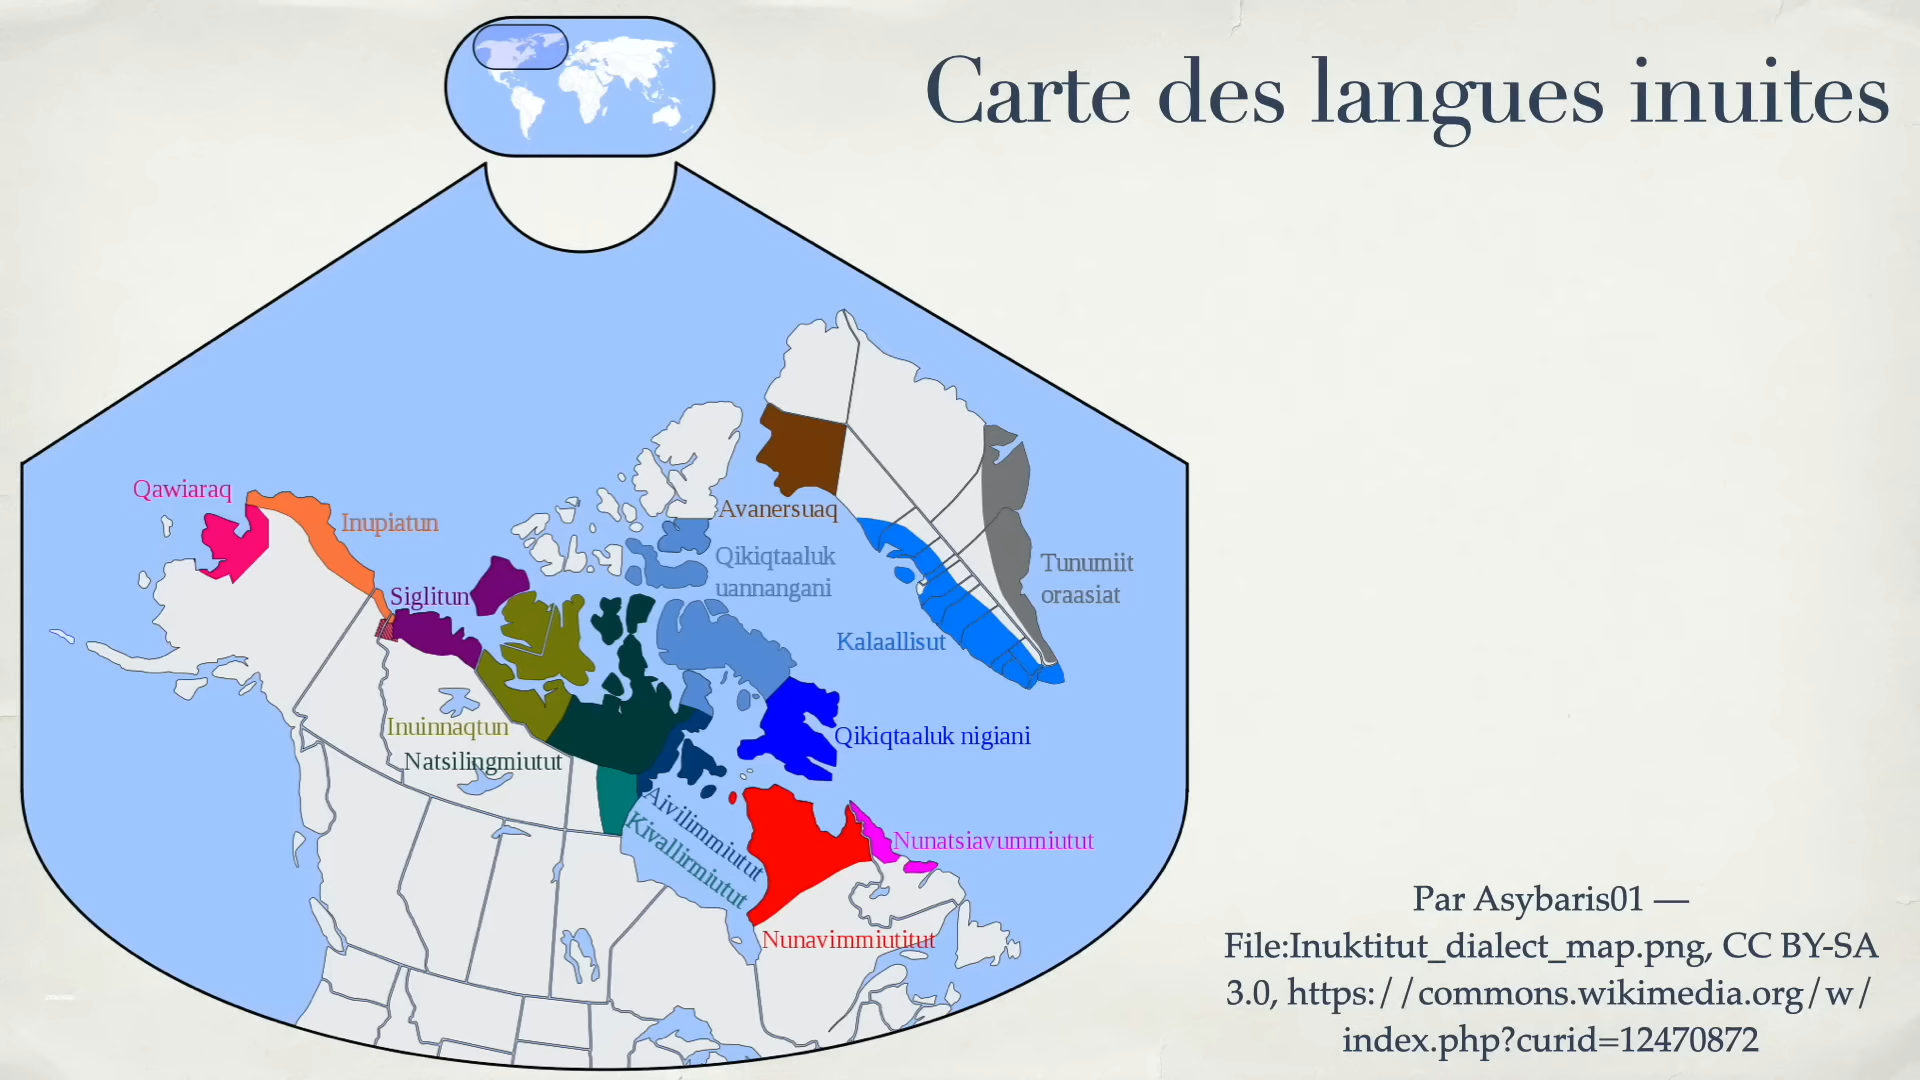 Carte des langues inuites
Qawiaraq
Inupiatun
Avanersuaq
Qikiqtaaluk
uannangani
Tunumiit
oraasiat
Siglitun
Kalaallisut
Inuinnaqtun
Natsilingmiutut
Qikiqtaaluk nigiani
Aivilimmiutut
Kivallirmiutut
Nunatsiavummiutut
Nunavimmiutitut
Par Asybaris01 —
File:Inuktitut_dialect_map.png, CC BY-SA
3.0, https://commons.wikimedia.org/w/
index.php?curid=12470872